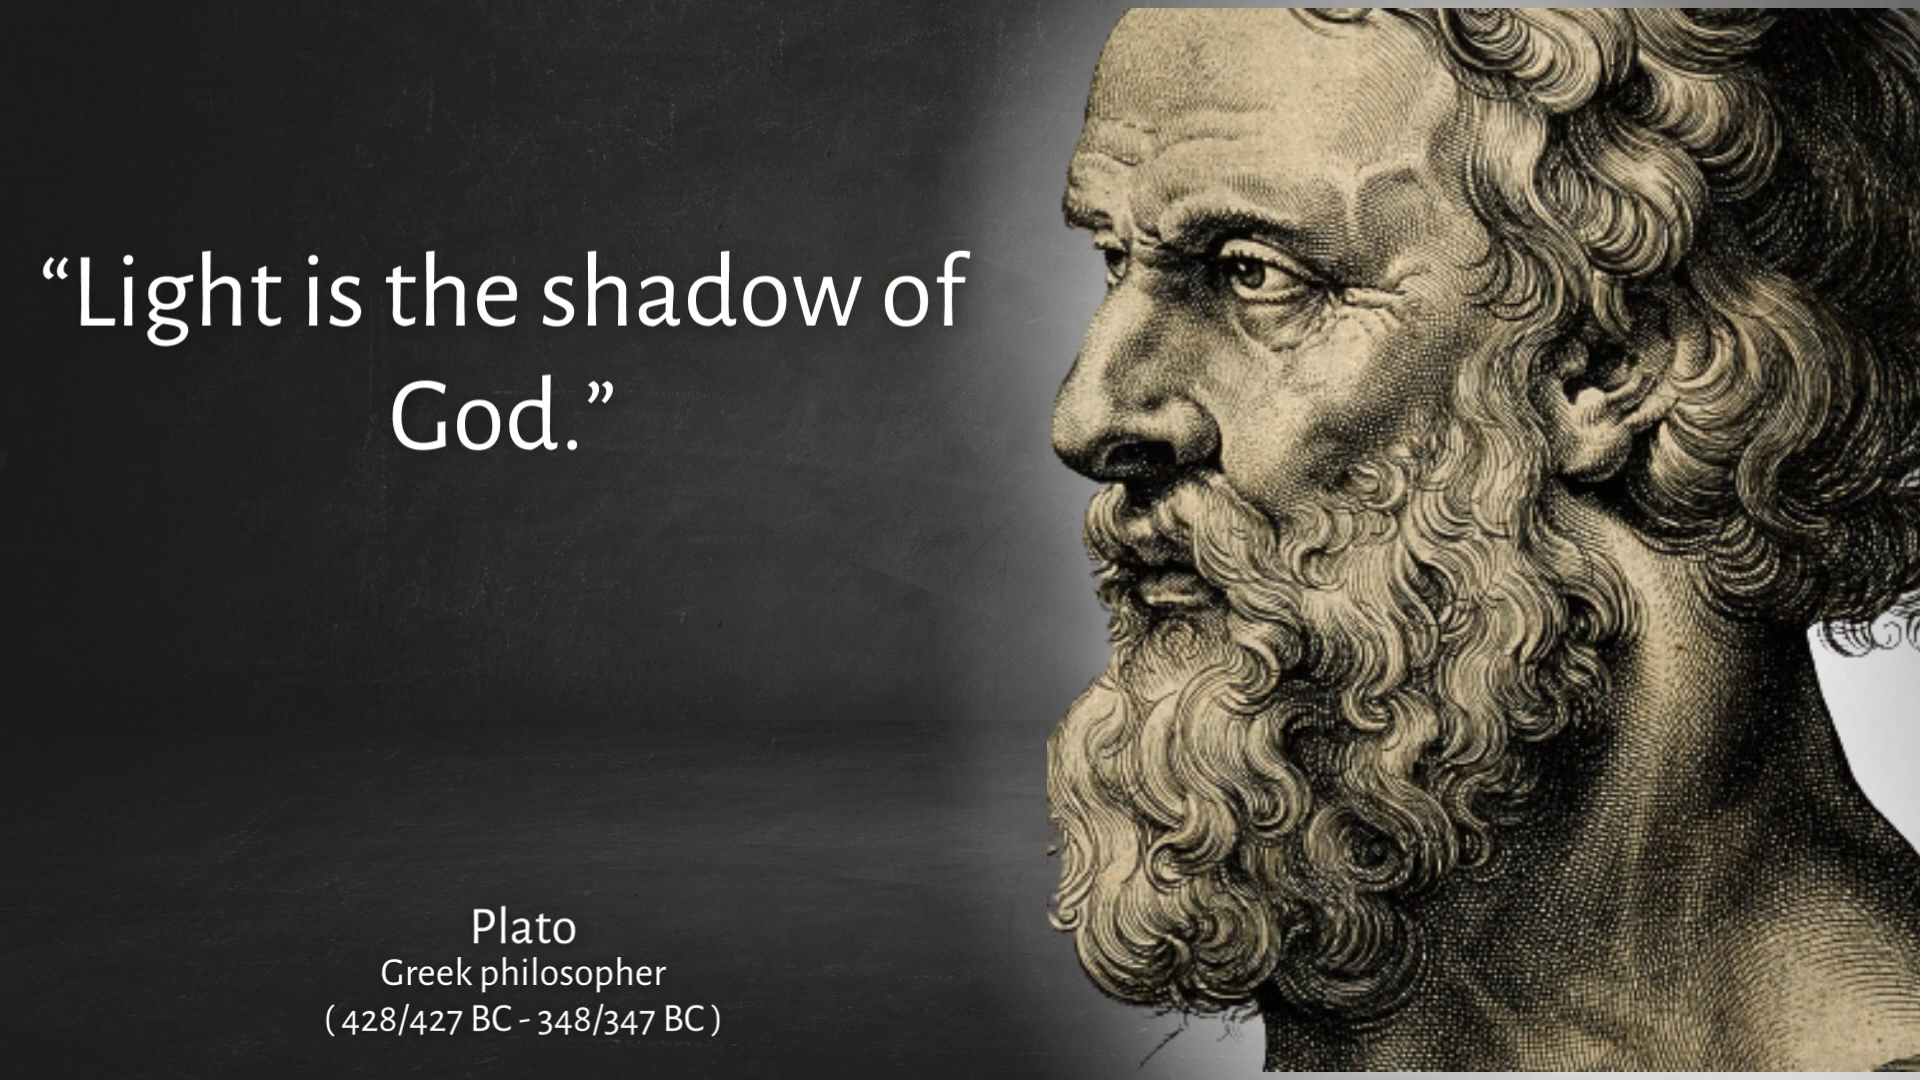 “Light is the shadow of
God.”
Plato
Greek philosopher
( 428/427 BC - 348/347 BC )